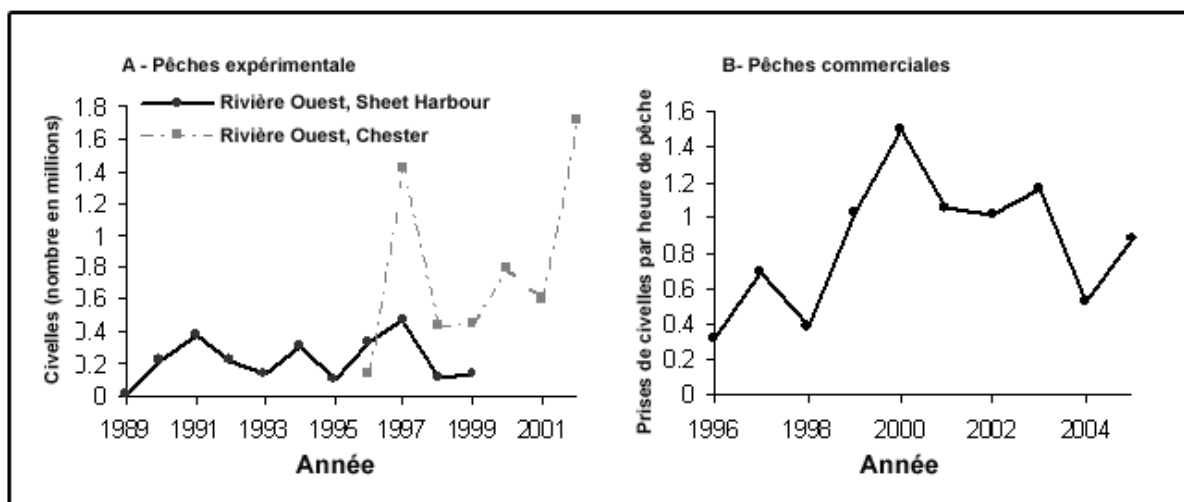 A - Pêches expérimentale
Rivière Ouest, Sheet Harbour
Rivière Ouest, Chester
Civelles (nombre en millions)
1.8
1.6
1.4
1.2
1
0.8
0.6
0.4
0.2
0
1989 1991 1993 1995 1997 1999 2001
Année
B- Pêches commerciales
Prises de civelles par heure de pêche
1.6
1.4
1.2
1
0.8
0.6
0.4
0.2
0
1996 1998 2000 2002 2004
Année